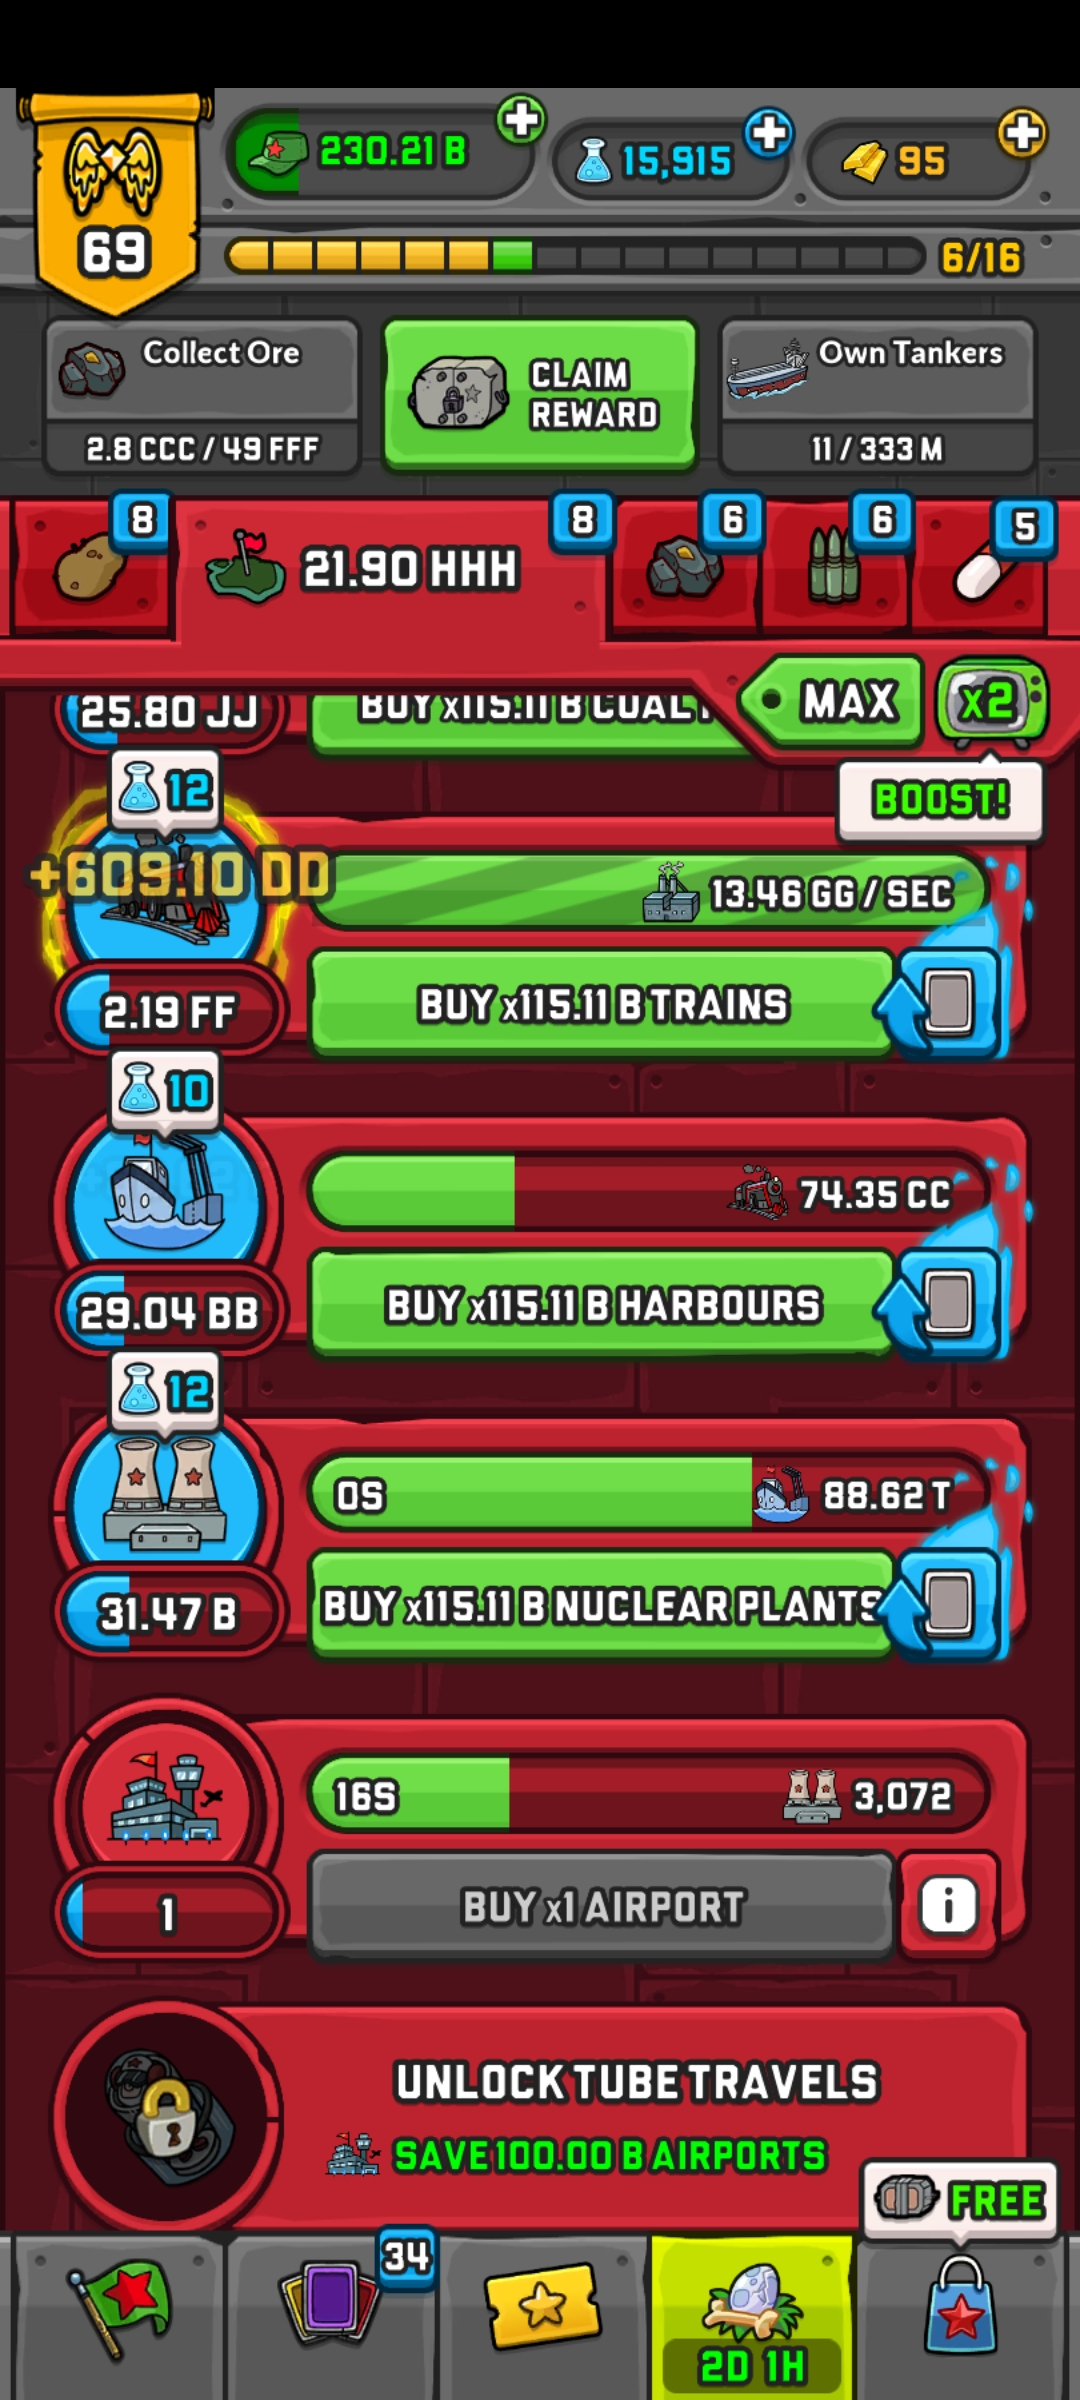 69
230.21 B
15,915
95
6/16
Collect Ore
2.8 CCC / 49 FFF
CLAIM
REWARD
Own Tankers
11 / 333 M
8
21.90 HHH
8
6
6
5
MAX
x2
BOOST!
25.80 JJ
BUY x115.11 B COAL
12
+609.10 DD
13.46 GG / SEC
2.19 FF
BUY x115.11 B TRAINS
10
74.35 CC
29.04 BB
BUY x115.11 B HARBOURS
12
0S
88.62 T
31.47 B
BUY x115.11 B NUCLEAR PLANTS
16S
3,072
1
BUY x1 AIRPORT
i
UNLOCK TUBE TRAVELS
SAVE 100.00 B AIRPORTS
FREE
34
2D 1H